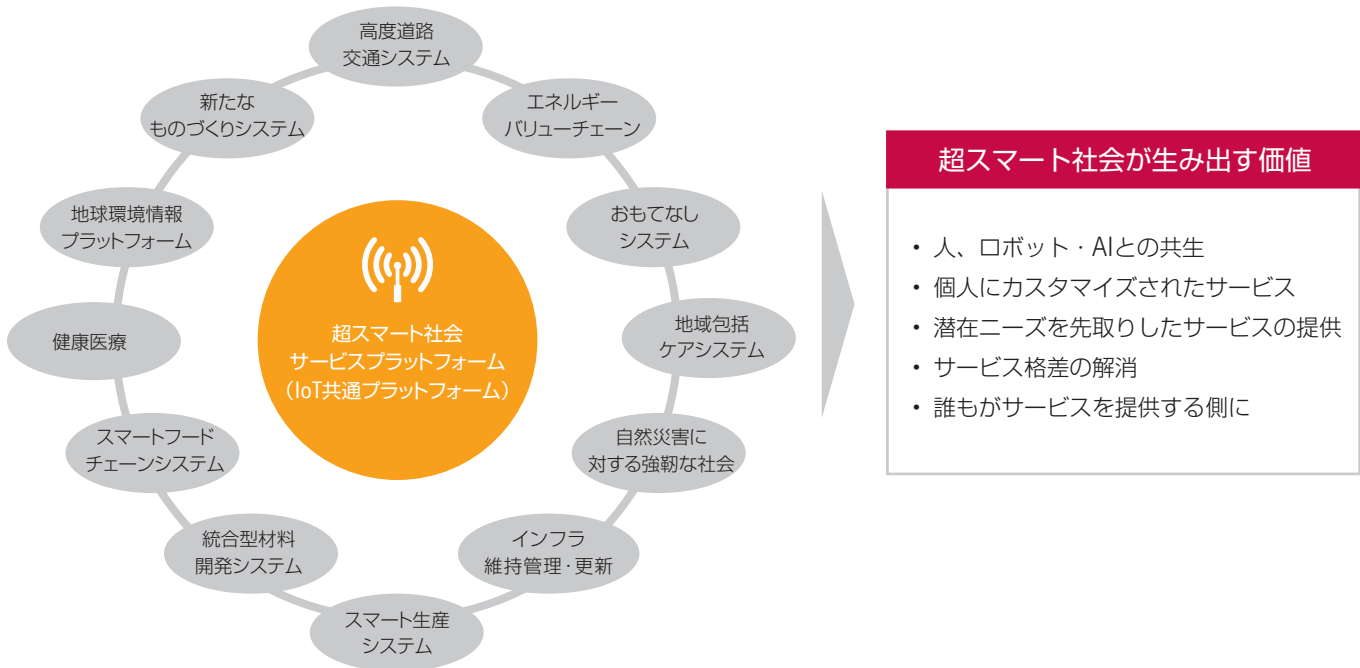 高度道路
交通システム
エネルギー
バリューチェーン
おもてなし
システム
地域包括
ケアシステム
自然災害に
対する強靭な社会
インフラ
維持管理・更新
スマート生産
システム
統合型材料
開発システム
スマートフード
チェーンシステム
健康医療
地球環境情報
プラットフォーム
新たな
ものづくりシステム
超スマート社会
サービスプラットフォーム
（IoT共通プラットフォーム）
超スマート社会が生み出す価値
・ 人、ロボット・AIとの共生
・ 個人にカスタマイズされたサービス
・ 潜在ニーズを先取りしたサービスの提供
・ サービス格差の解消
・ 誰もがサービスを提供する側に